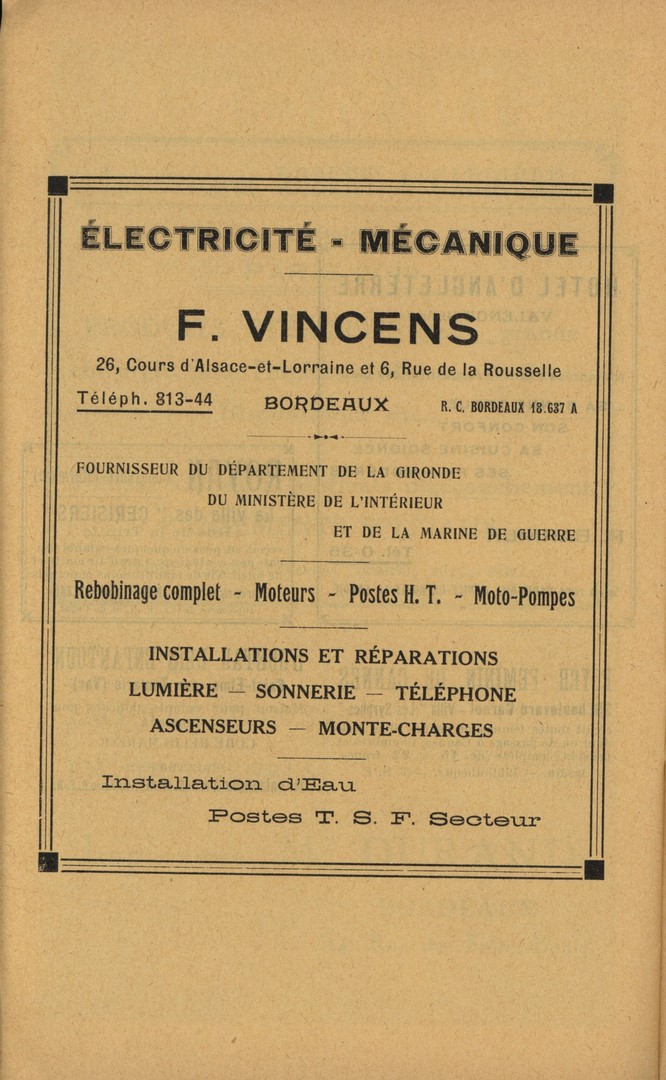 ÉLECTRICITÉ - MÉCANIQUE
F. VINCENS
26, Cours d'Alsace-et-Lorraine et 6, Rue de la Rousselle
Téléph. 813-44 BORDEAUX R. C. BORDEAUX 18.637 A
FOURNISSEUR DU DÉPARTEMENT DE LA GIRONDE
DU MINISTÈRE DE L'INTÉRIEUR
ET DE LA MARINE DE GUERRE
Rebobinage complet - Moteurs - Postes H. T. - Moto-Pompes
INSTALLATIONS ET RÉPARATIONS
LUMIÈRE — SONNERIE — TÉLÉPHONE
ASCENSEURS — MONTE-CHARGES
Installation d'Eau
Postes T. S. F. Secteur